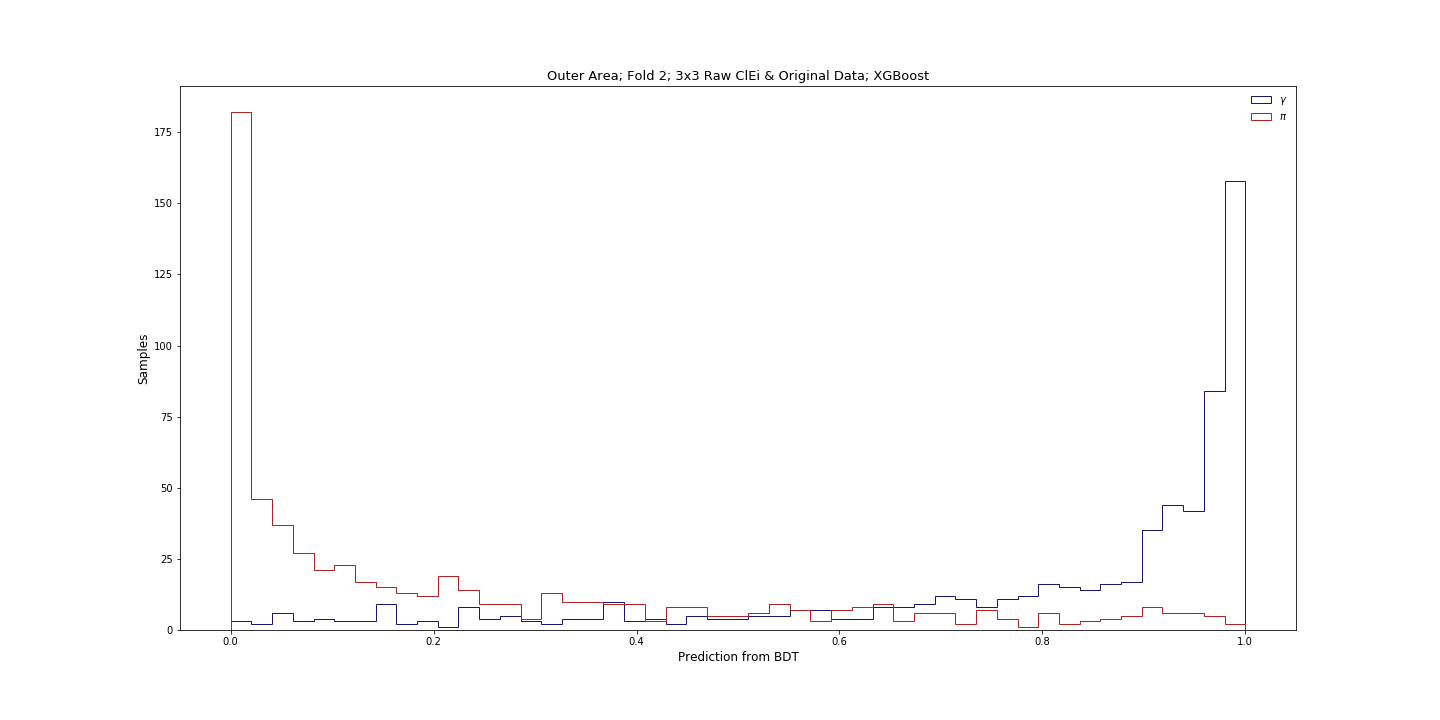 Outer Area; Fold 2; 3x3 Raw ClEi & Original Data; XGBoost
γ
π
175
150
125
100
75
50
25
0
Samples
0.0 0.2 0.4 0.6 0.8 1.0
Prediction from BDT